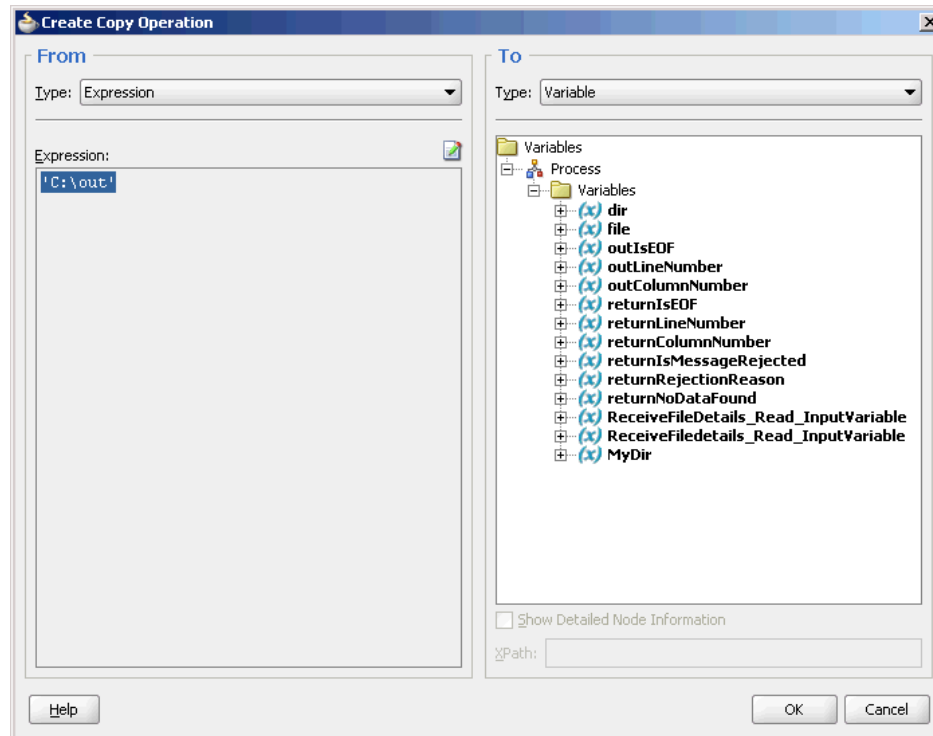 Create Copy Operation
From
Type: Expression
Expression:
'C:\out'
To
Type: Variable
Variables
Process
Variables
(x) dir
(x) file
(x) outIsEOF
(x) outLineNumber
(x) outColumnNumber
(x) returnIsEOF
(x) returnLineNumber
(x) returnColumnNumber
(x) returnIsMessageRejected
(x) returnRejectionReason
(x) returnNoDataFound
(x) ReceiveFileDetails_Read_InputVariable
(x) ReceiveFiledetails_Read_InputVariable
(x) MyDir
Show Detailed Node Information
XPath:
Help
OK
Cancel